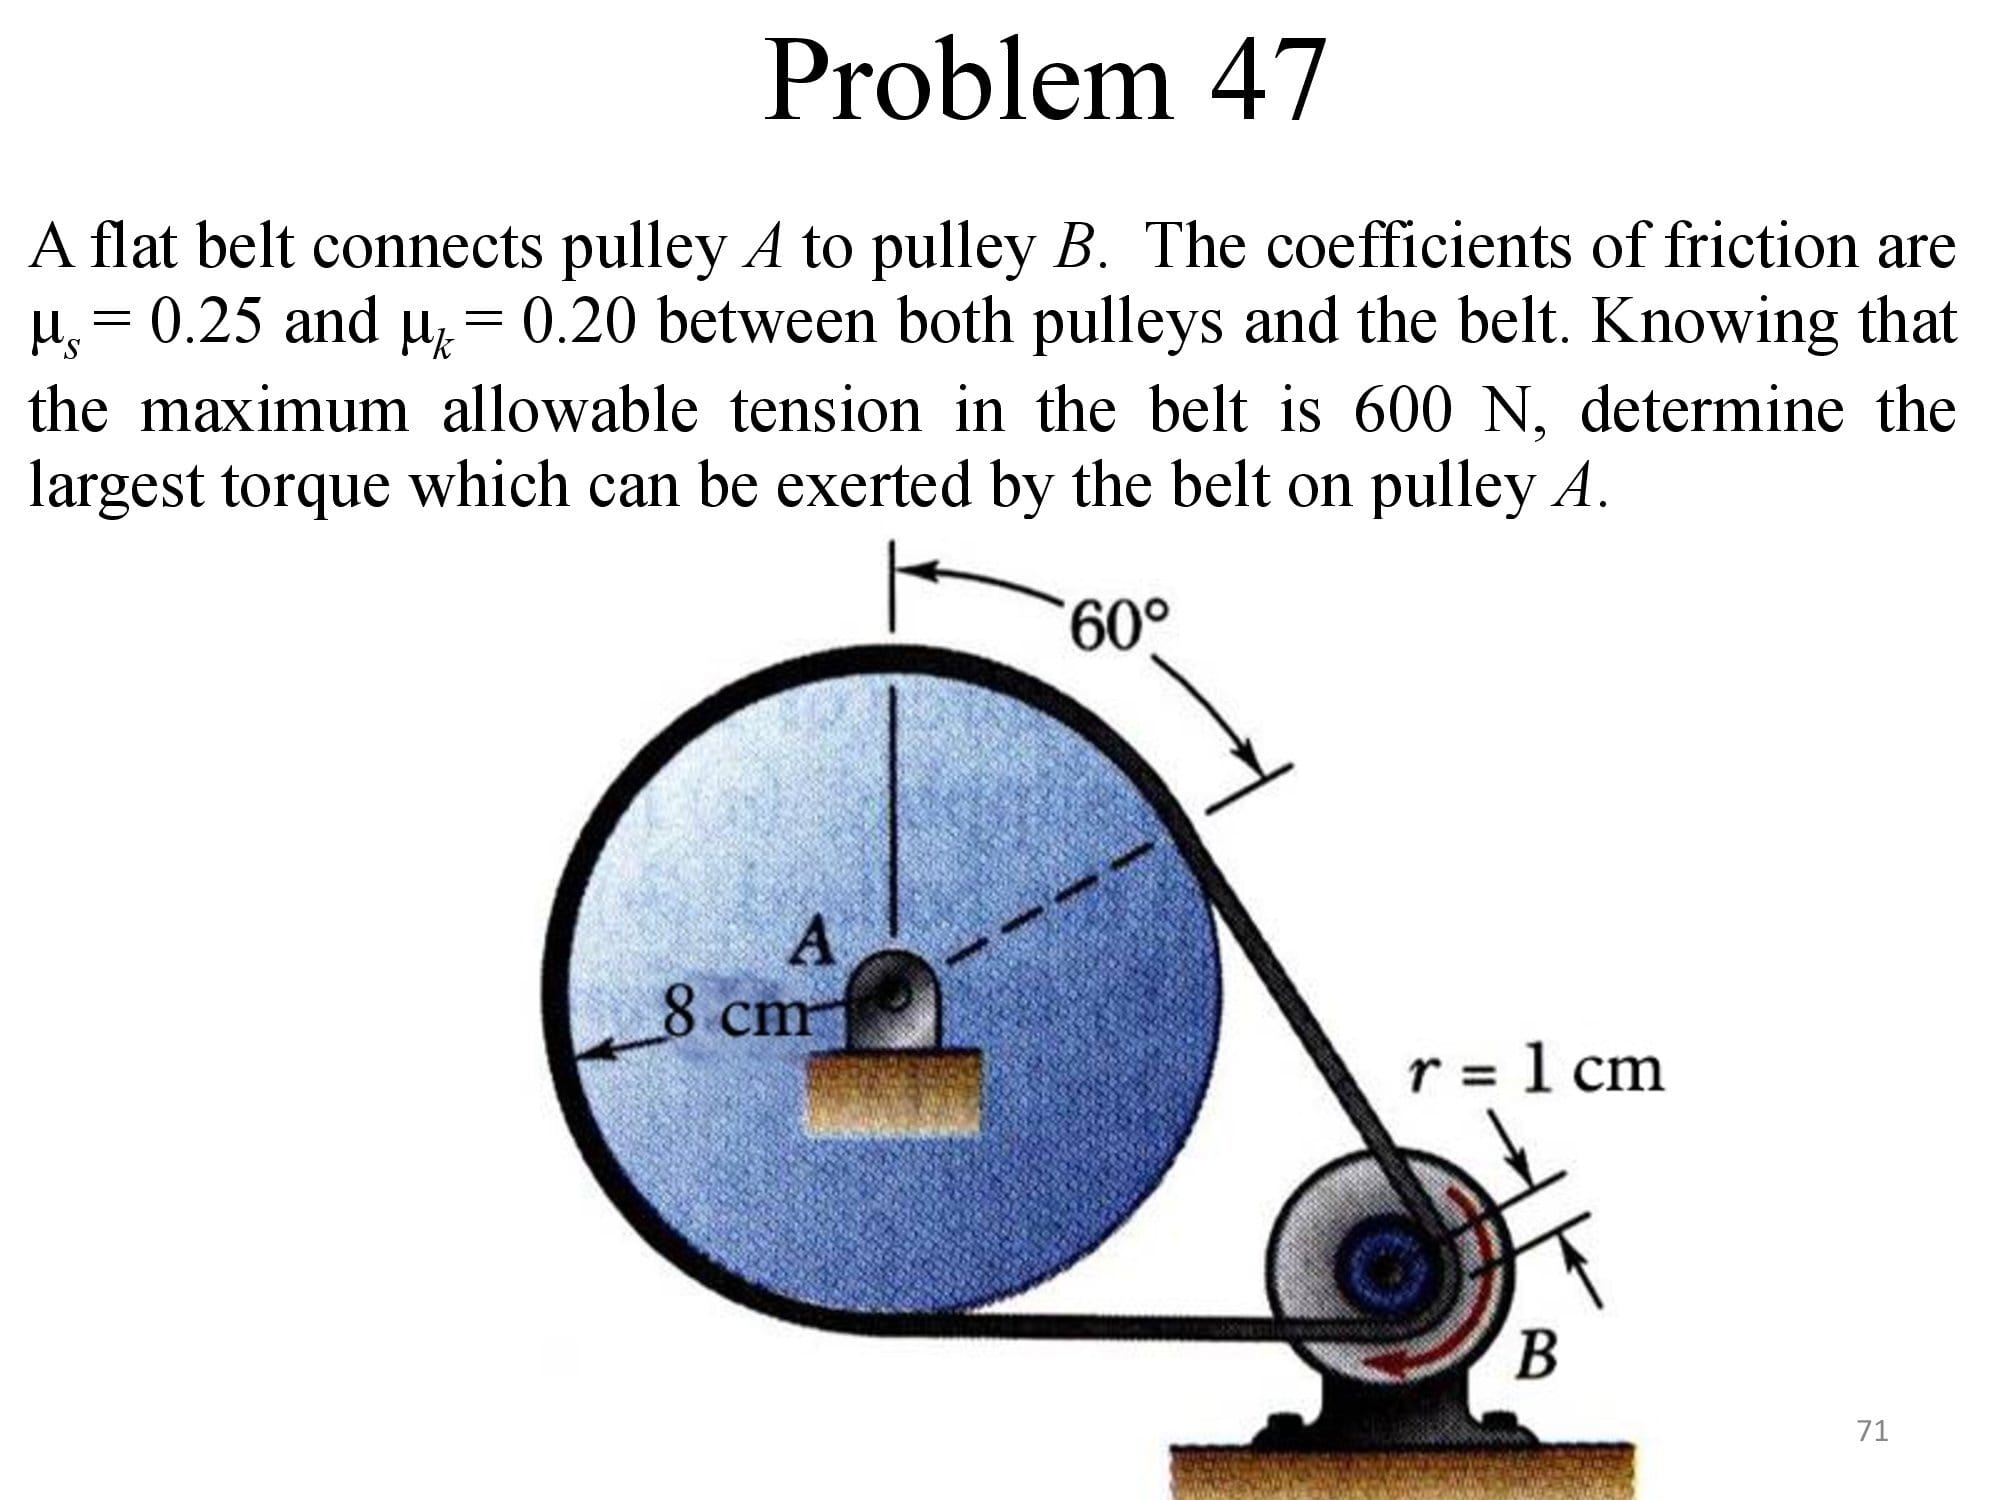 Problem 47
A flat belt connects pulley A to pulley B. The coefficients of friction are
μs = 0.25 and μk = 0.20 between both pulleys and the belt. Knowing that
the maximum allowable tension in the belt is 600 N, determine the
largest torque which can be exerted by the belt on pulley A.
60°
A
8 cm
r = 1 cm
B
71